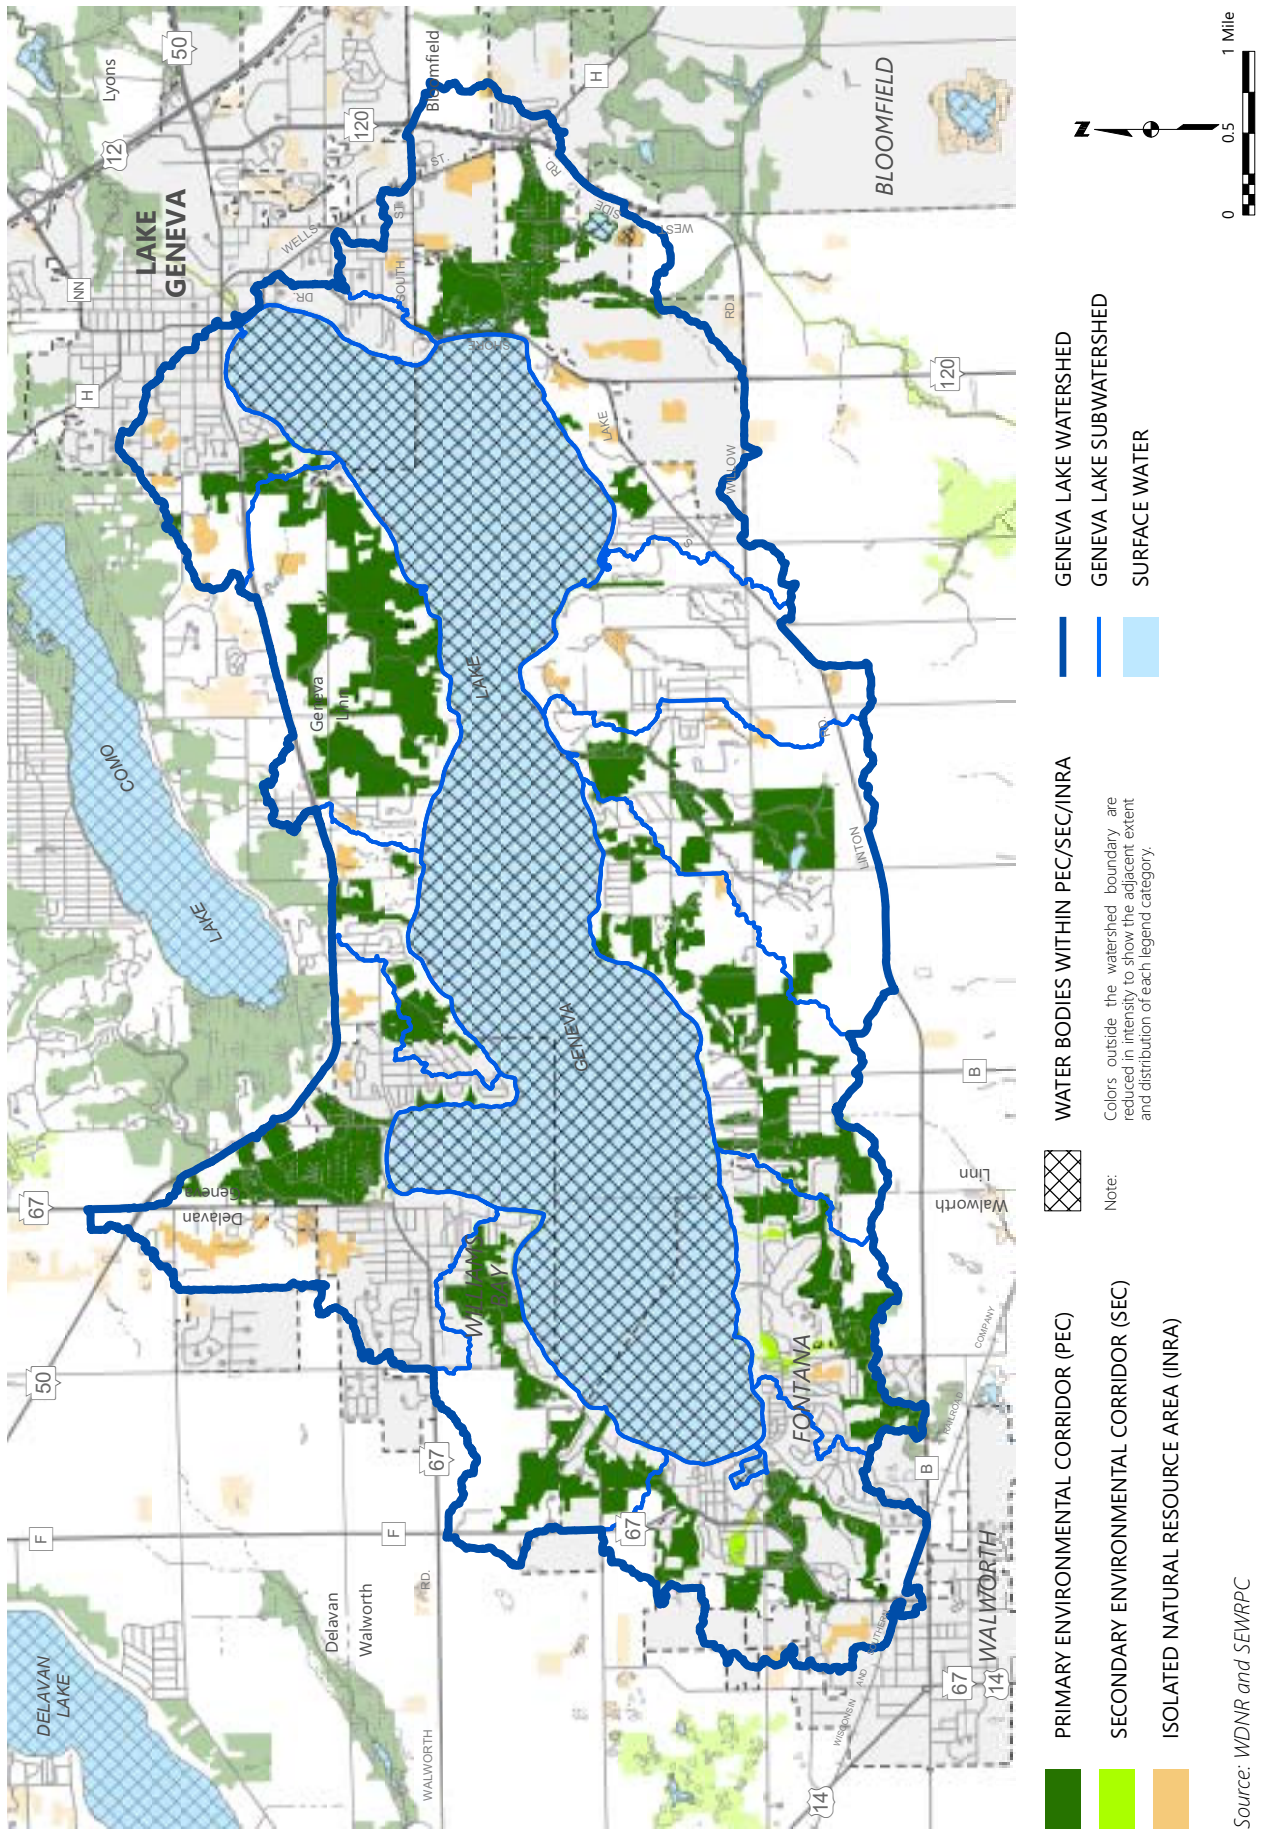 DELAVAN
LAKE
F
50
67
Lyons
50
12
NN
LAKE
GENEVA
H
120
Bloomfield
H
BLOOMFIELD
COMO
LAKE
WELLS
ST.
ST.
SOUTH
DR.
SHORE
SIDE
RD.
WEST
RD.
120
LAKE
WILLOW
S
Geneva
Linn
LAKE
GENEVA
Geneva
Delavan
WILLIAMS
BAY
67
F
RD.
Delavan
Walworth
WALWORTH
67
FONTANA
RD.
LINTON
B
Linn
Walworth
COMPANY
RAILROAD
B
SOUTHERN
AND
WISCONSIN
WALWORTH
67
14
14
PRIMARY ENVIRONMENTAL CORRIDOR (PEC)
SECONDARY ENVIRONMENTAL CORRIDOR (SEC)
ISOLATED NATURAL RESOURCE AREA (INRA)
WATER BODIES WITHIN PEC/SEC/INRA
Note:
Colors outside the watershed boundary are
reduced in intensity to show the adjacent extent
and distribution of each legend category.
GENEVA LAKE WATERSHED
GENEVA LAKE SUBWATERSHED
SURFACE WATER
N
0
0.5
1 Mile
Source: WDNR and SEWRPC